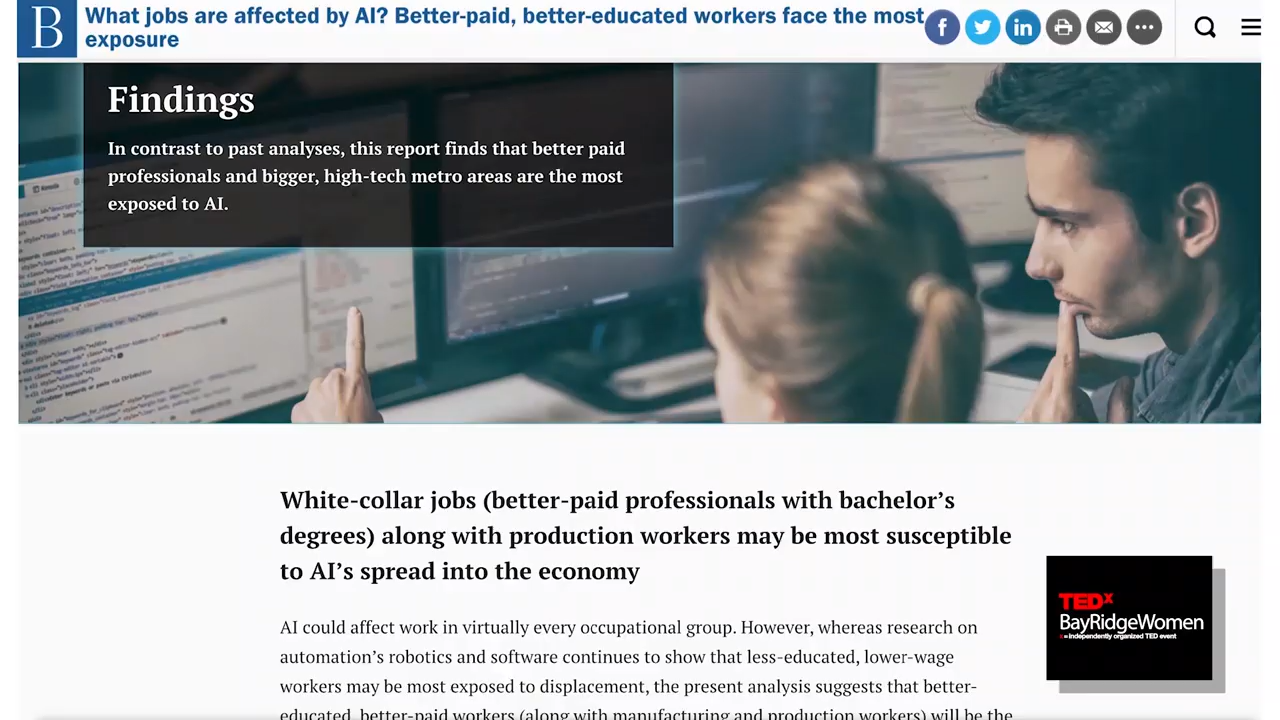 B
What jobs are affected by AI? Better-paid, better-educated workers face the most
exposure
Findings
In contrast to past analyses, this report finds that better paid
professionals and bigger, high-tech metro areas are the most
exposed to AI.
White-collar jobs (better-paid professionals with bachelor’s
degrees) along with production workers may be most susceptible
to AI’s spread into the economy
AI could affect work in virtually every occupational group. However, whereas research on
automation’s robotics and software continues to show that less-educated, lower-wage
workers may be most exposed to displacement, the present analysis suggests that better-
educated, better-paid workers (along with manufacturing and production workers) will be the
TEDx
BayRidgeWomen
x = independently organized TED event